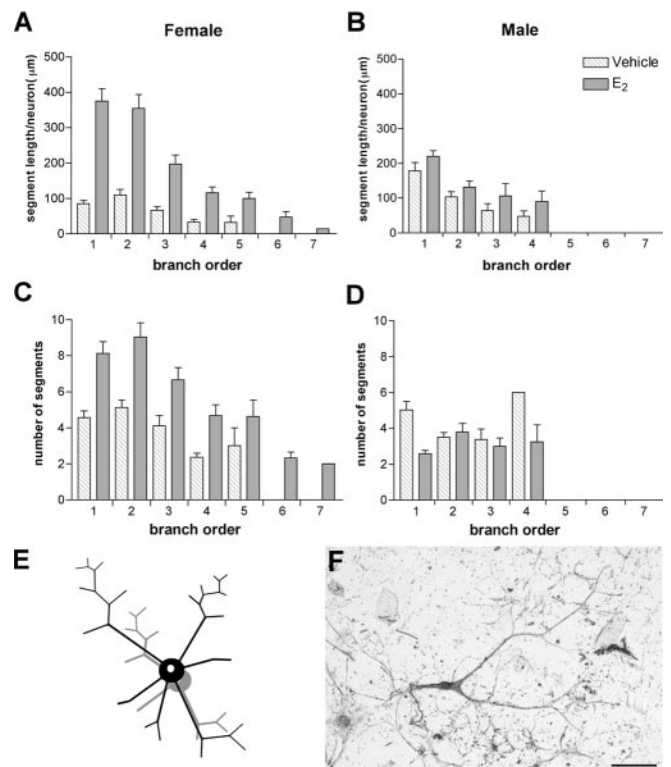 A
Female
B
Male
Vehicle
E2
segment length/neuron( μm)
500
400
300
200
100
0
1 2 3 4 5 6 7
branch order
segment length/neuron( μm)
500
400
300
200
100
0
1 2 3 4 5 6 7
branch order
C
number of segments
10
8
6
4
2
0
1 2 3 4 5 6 7
branch order
D
number of segments
10
8
6
4
2
0
1 2 3 4 5 6 7
branch order
E
F